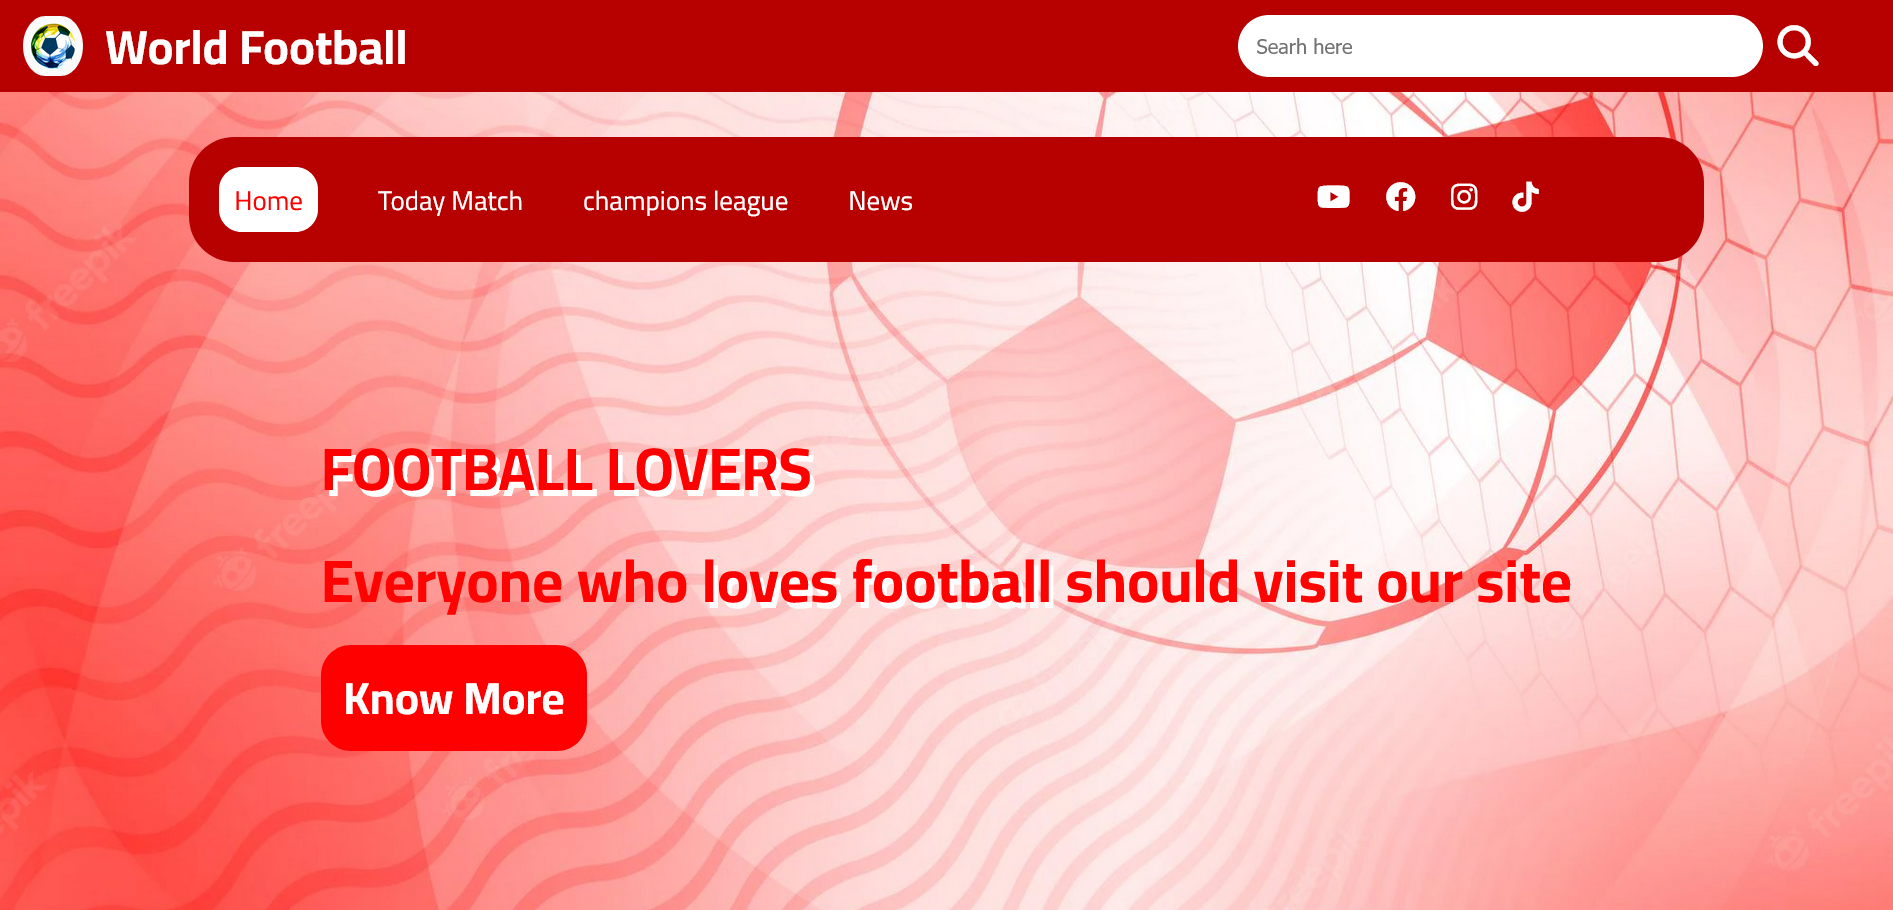 World Football
Searh here
Home Today Match champions league News
freepik
FOOTBALL LOVERS
Everyone who loves football should visit our site
Know More
freepik